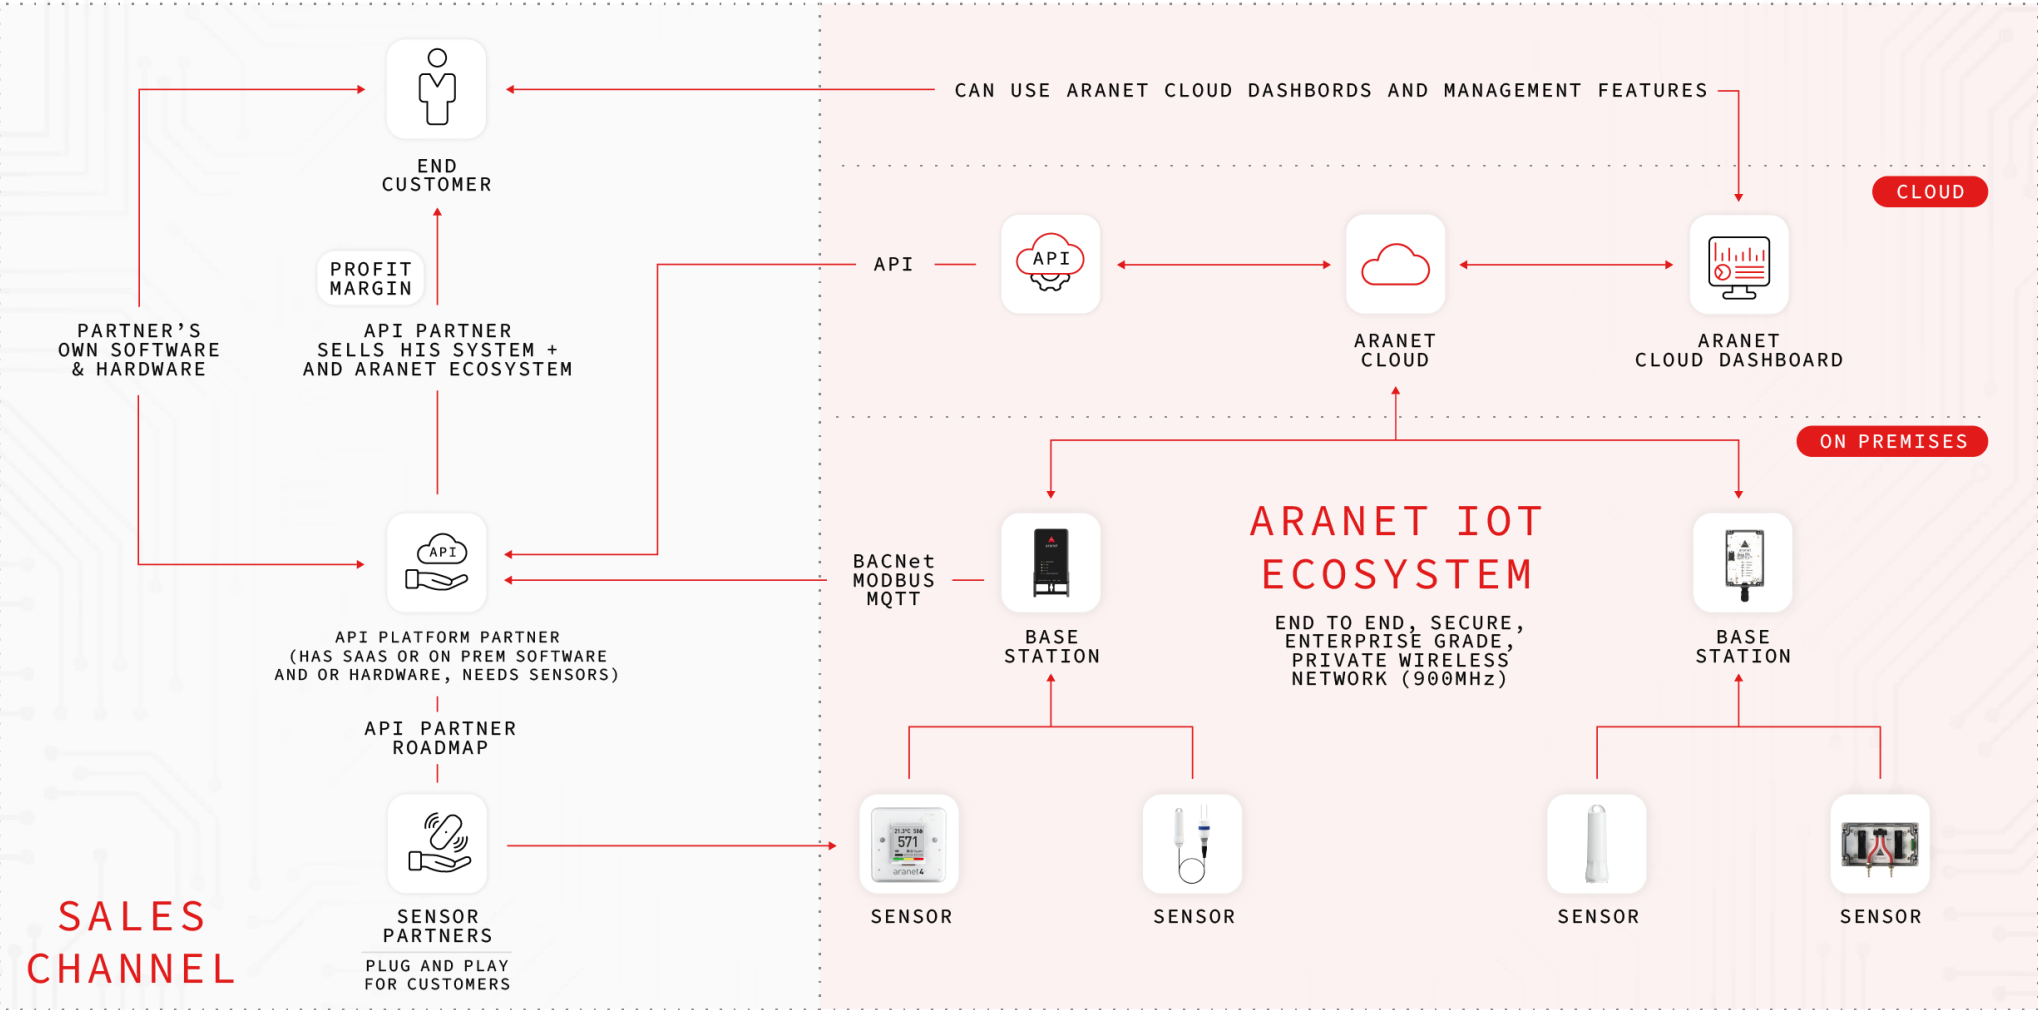 CAN USE ARANET CLOUD DASHBORDS AND MANAGEMENT FEATURES
END
CUSTOMER
CLOUD
PROFIT
MARGIN
API
API
ARANET
CLOUD
ARANET
CLOUD DASHBOARD
PARTNER’S
OWN SOFTWARE
& HARDWARE
API PARTNER
SELLS HIS SYSTEM +
AND ARANET ECOSYSTEM
ON PREMISES
API
API PLATFORM PARTNER
(HAS SAAS OR ON PREM SOFTWARE
AND OR HARDWARE, NEEDS SENSORS)
BACNet
MODBUS
MQTT
aranet
BASE
STATION
ARANET IOT
ECOSYSTEM
END TO END, SECURE,
ENTERPRISE GRADE,
PRIVATE WIRELESS
NETWORK (900MHz)
aranet
BASE
STATION
API PARTNER
ROADMAP
SENSOR
PARTNERS
PLUG AND PLAY
FOR CUSTOMERS
571
aranet4
SENSOR
SENSOR
SENSOR
SENSOR
SALES
CHANNEL